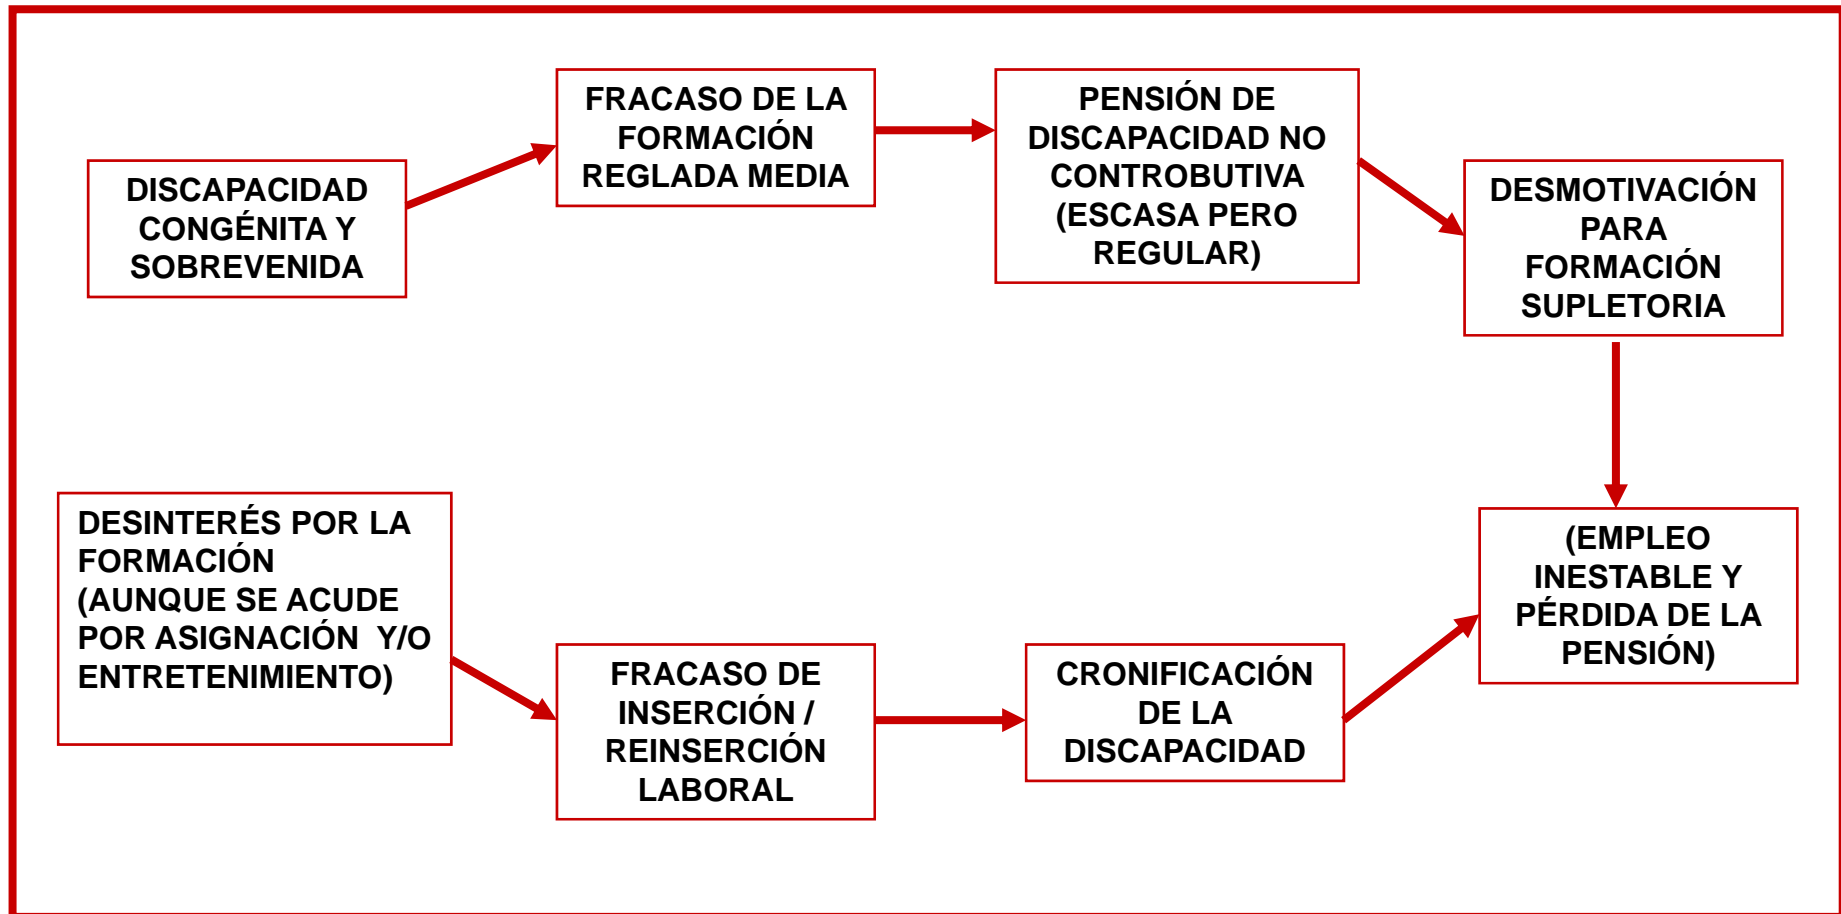 DISCAPACIDAD
CONGÉNITA Y
SOBREVENIDA
FRACASO DE LA
FORMACIÓN
REGLADA MEDIA
PENSIÓN DE
DISCAPACIDAD NO
CONTROBUTIVA
(ESCASA PERO
REGULAR)
DESMOTIVACIÓN
PARA
FORMACIÓN
SUPLETORIA
DESINTERÉS POR LA
FORMACIÓN
(AUNQUE SE ACUDE
POR ASIGNACIÓN Y/O
ENTRETENIMIENTO)
FRACASO DE
INSERCIÓN /
REINSERCIÓN
LABORAL
CRONIFICACIÓN
DE LA
DISCAPACIDAD
(EMPLEO
INESTABLE Y
PÉRDIDA DE LA
PENSIÓN)